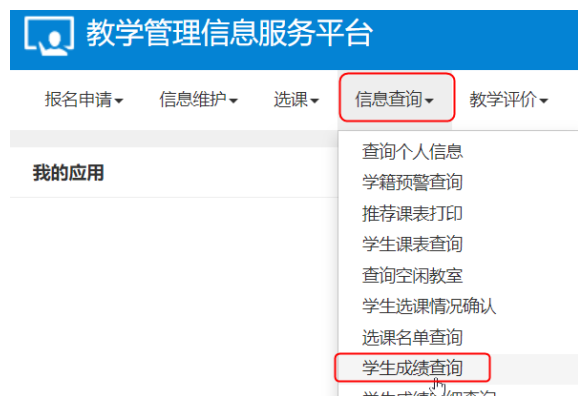 教学管理信息服务平台
报名申请 信息维护 选课 信息查询 教学评价
我的应用
查询个人信息
学籍预警查询
推荐课表打印
学生课表查询
查询空闲教室
学生选课情况确认
选课名单查询
学生成绩查询